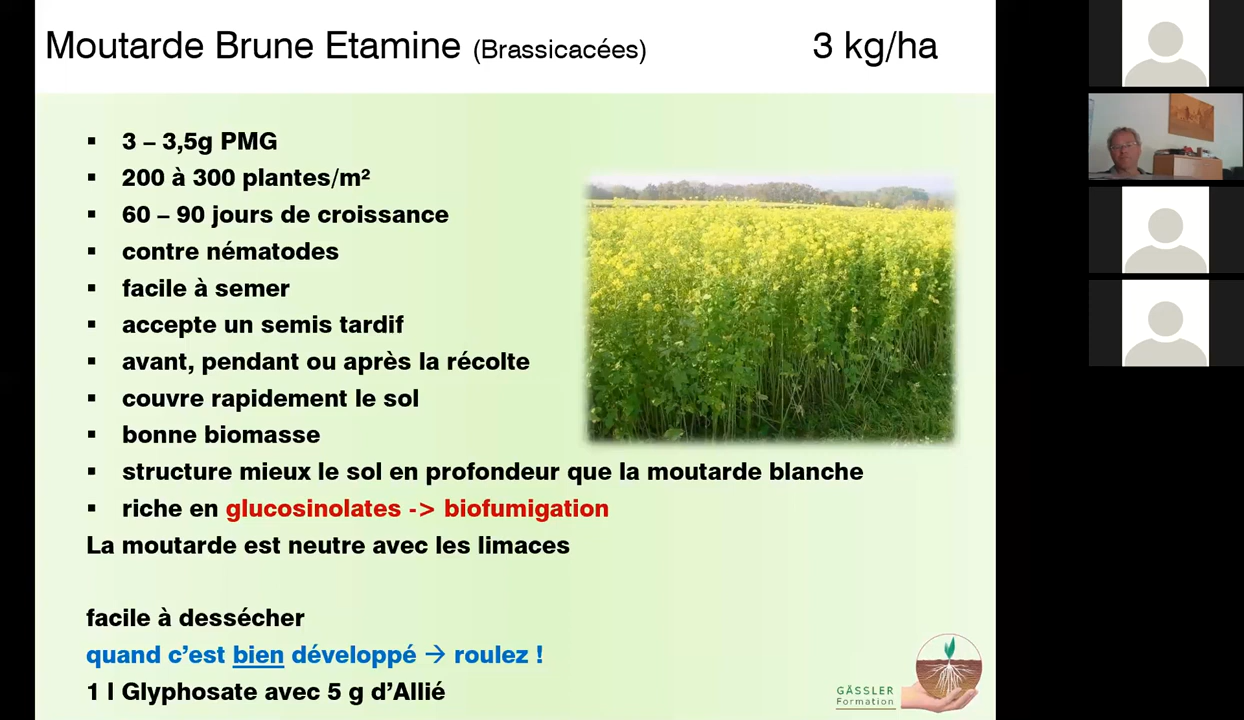 Moutarde Brune Etamine (Brassicacées) 3 kg/ha
▪ 3 – 3,5g PMG
▪ 200 à 300 plantes/m²
▪ 60 – 90 jours de croissance
▪ contre nématodes
▪ facile à semer
▪ accepte un semis tardif
▪ avant, pendant ou après la récolte
▪ couvre rapidement le sol
▪ bonne biomasse
▪ structure mieux le sol en profondeur que la moutarde blanche
▪ riche en glucosinolates -> biofumigation
La moutarde est neutre avec les limaces
facile à dessécher
quand c’est bien développé → roulez !
1 l Glyphosate avec 5 g d’Allié
GÄSSLER
Formation